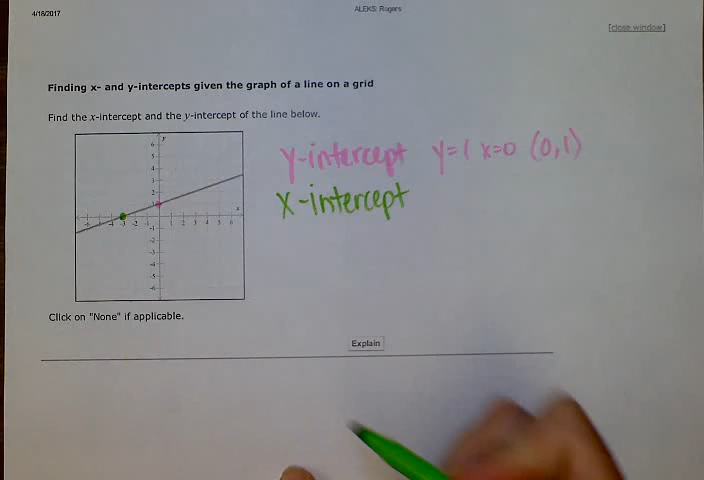 4/18/2017
ALEKS: Rogers
[close window]
Finding x- and y-intercepts given the graph of a line on a grid
Find the x-intercept and the y-intercept of the line below.
y-intercept y=1 x=0 (0,1)
x-intercept
Click on "None" if applicable.
Explain